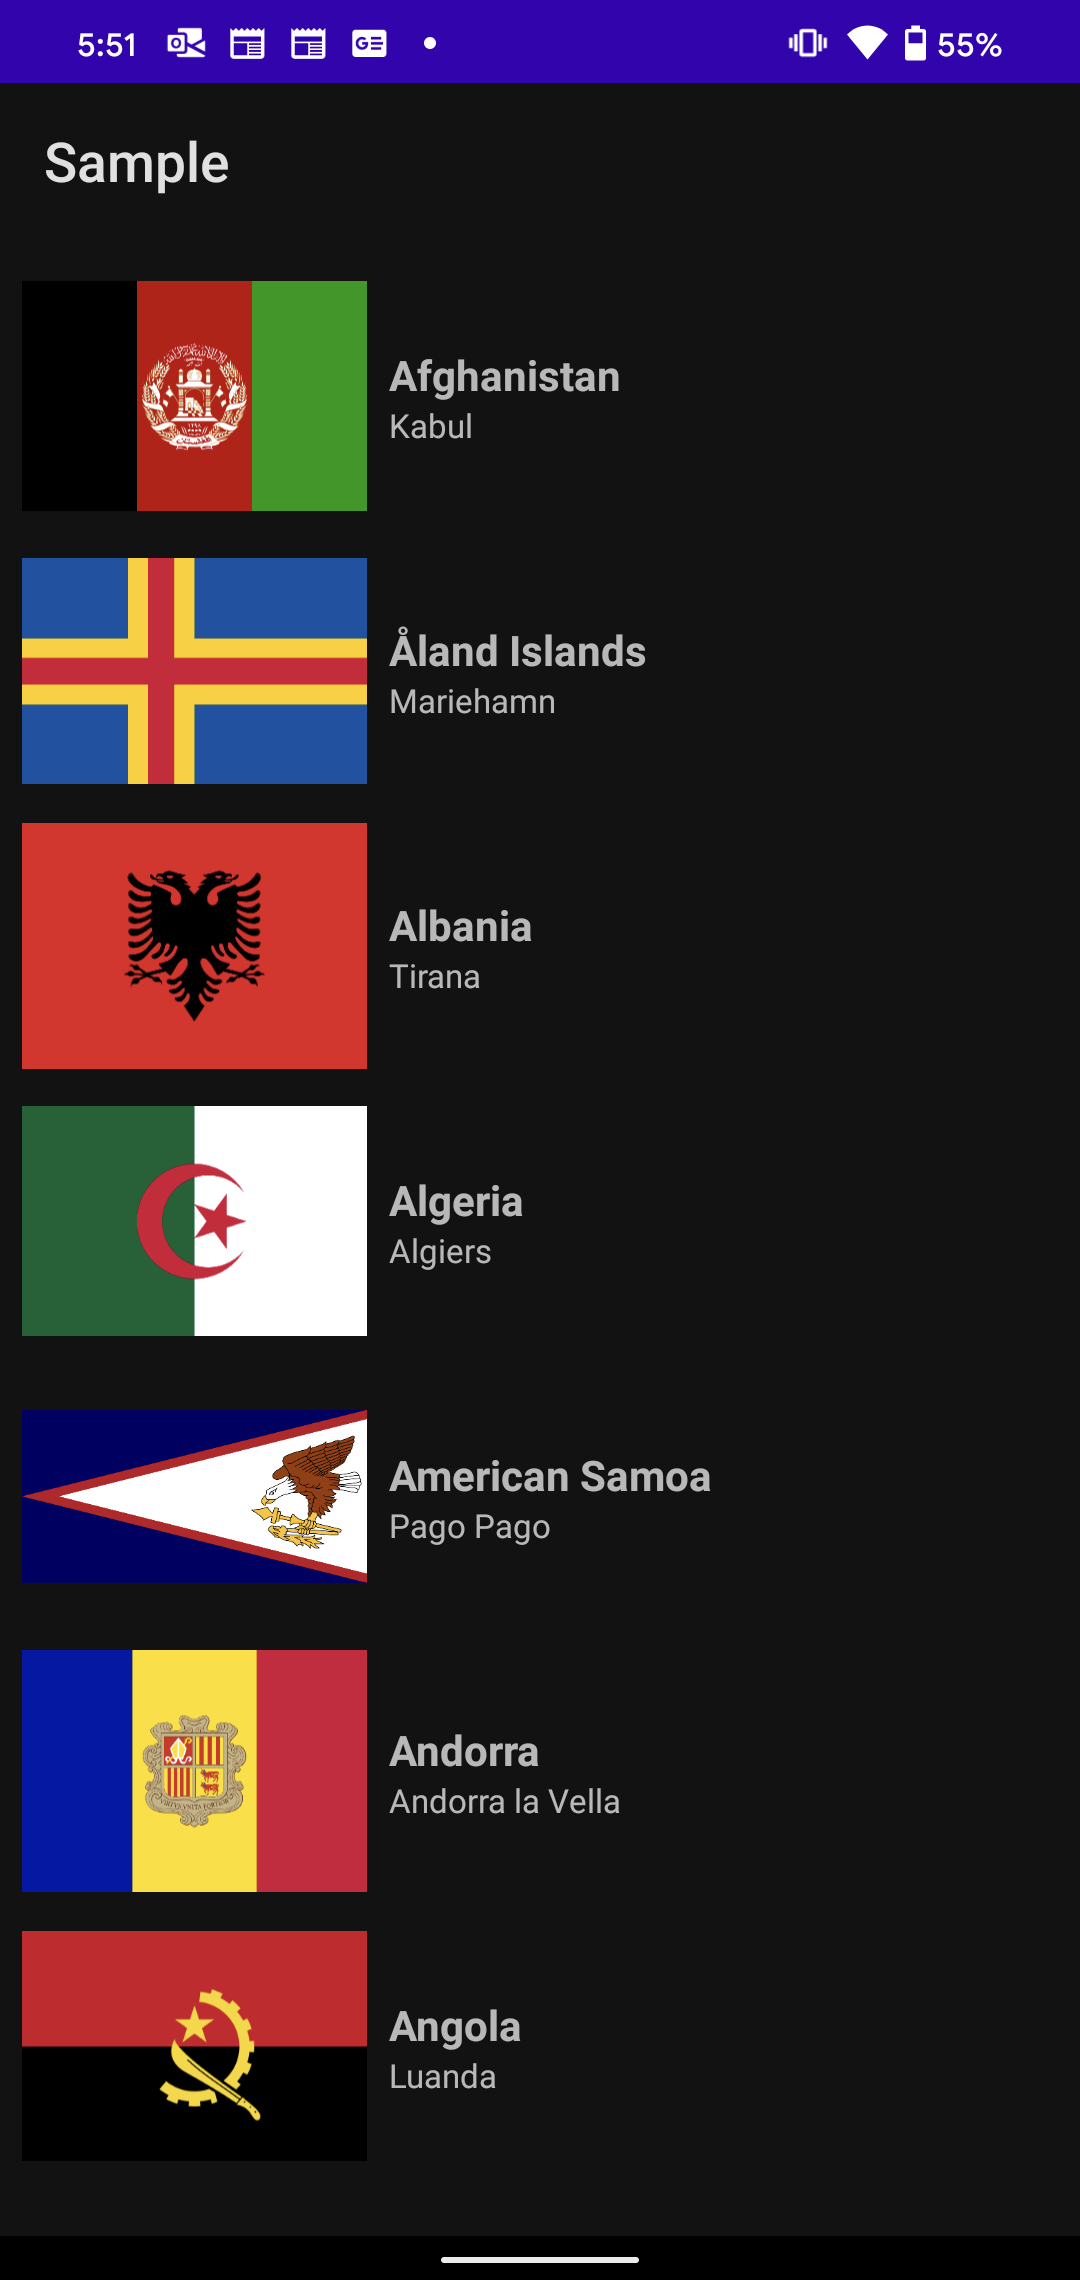 5:51
55%
Sample
Afghanistan
Kabul
Åland Islands
Mariehamn
Albania
Tirana
Algeria
Algiers
American Samoa
Pago Pago
Andorra
Andorra la Vella
Angola
Luanda